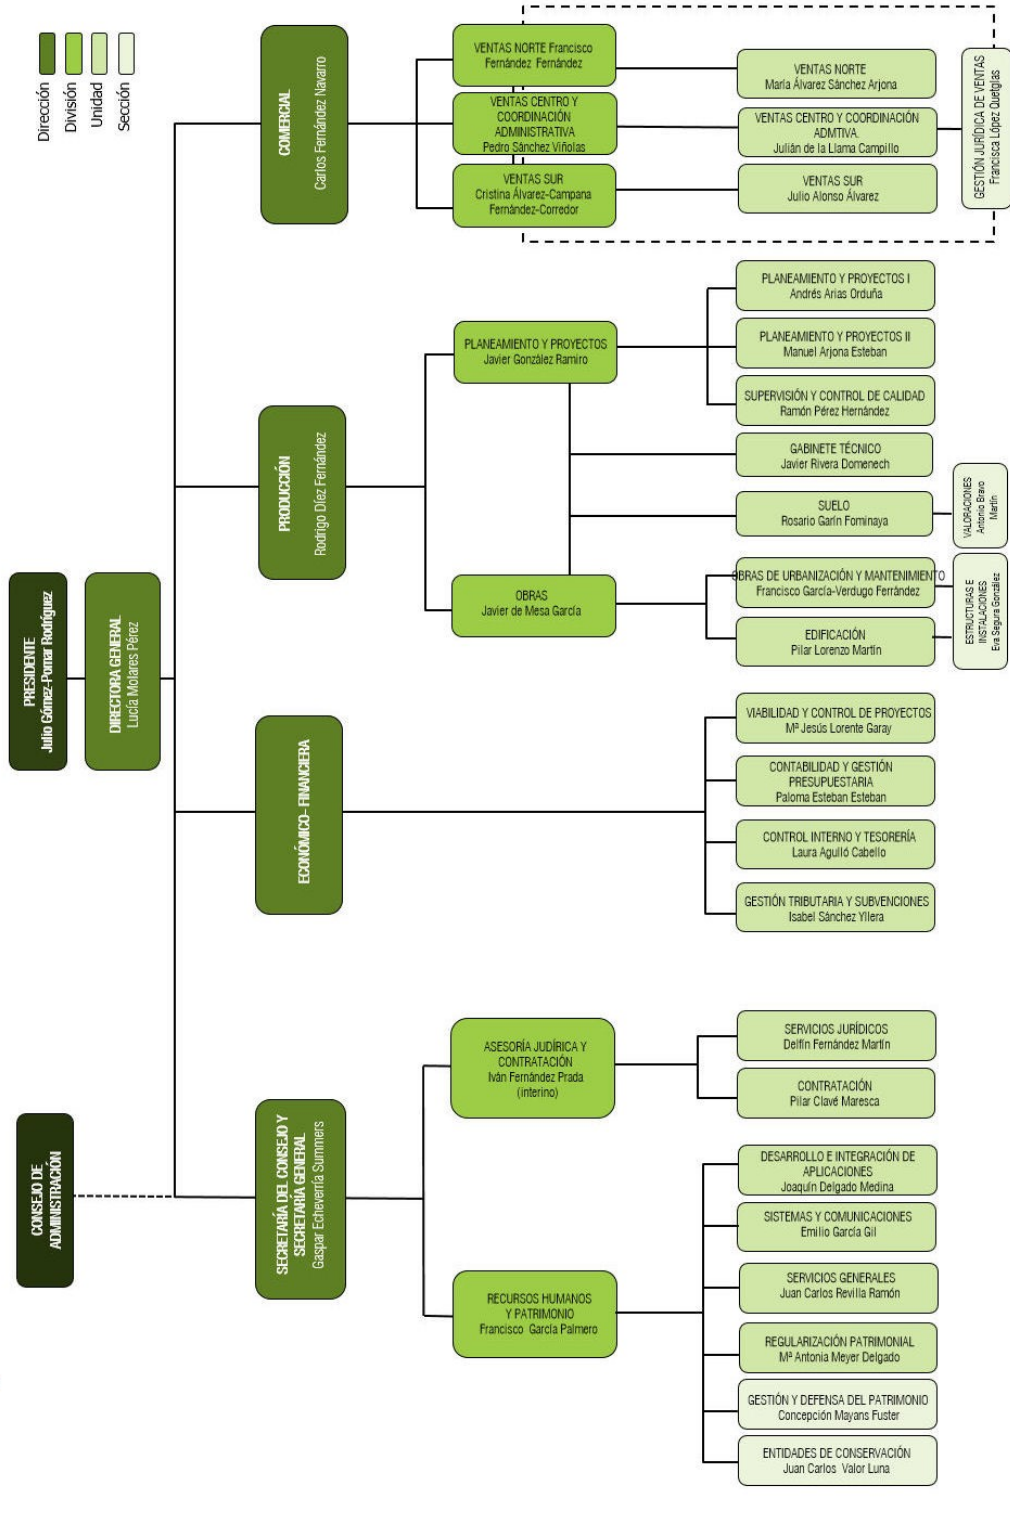 Dirección
División
Unidad
Sección
PRESIDENTE
Julio Gómez-Pomar Rodríguez
DIRECTORA GENERAL
Lucía Molares Pérez
CONSEJO DE
ADMINISTRACIÓN
COMERCIAL
Carlos Fernández Navarro
VENTAS NORTE Francisco
Fernández Fernández
VENTAS CENTRO Y
COORDINACIÓN
ADMINISTRATIVA
Pedro Sánchez Viñolas
VENTAS SUR
Cristina Álvarez-Campana
Fernández-Corredor
VENTAS NORTE
María Álvarez Sánchez Arjona
VENTAS CENTRO Y COORDINACIÓN
ADMTIVA.
Julián de la Llama Campillo
VENTAS SUR
Julio Alonso Álvarez
GESTIÓN JURÍDICA DE VENTAS
Francisca López Quetglas
PRODUCCIÓN
Rodrigo Díez Fernández
PLANEAMIENTO Y PROYECTOS
Javier González Ramiro
PLANEAMIENTO Y PROYECTOS I
Andrés Arias Orduña
PLANEAMIENTO Y PROYECTOS II
Manuel Arjona Esteban
SUPERVISIÓN Y CONTROL DE CALIDAD
Ramón Pérez Hernández
GABINETE TÉCNICO
Javier Rivera Domenech
SUELO
Rosario Garín Fominaya
VALORACIONES
Antonio Bravo
Martín
OBRAS
Javier de Mesa García
OBRAS DE URBANIZACIÓN Y MANTENIMIENTO
Francisco García-Verdugo Ferrández
EDIFICACIÓN
Pilar Lorenzo Martín
ESTRUCTURAS E
INSTALACIONES
Eva Segura González
ECONÓMICO- FINANCIERA
VIABILIDAD Y CONTROL DE PROYECTOS
Mª Jesús Lorente Garay
CONTABILIDAD Y GESTIÓN
PRESUPUESTARIA
Paloma Esteban Esteban
CONTROL INTERNO Y TESORERÍA
Laura Agulló Cabello
GESTIÓN TRIBUTARIA Y SUBVENCIONES
Isabel Sánchez Yllera
SECRETARÍA DEL CONSEJO Y
SECRETARÍA GENERAL
Gaspar Echeverría Summers
ASESORÍA JUDÍRICA Y
CONTRATACIÓN
Iván Fernández Prada
(interino)
SERVICIOS JURÍDICOS
Delfín Fernández Martín
CONTRATACIÓN
Pilar Clavé Maresca
RECURSOS HUMANOS
Y PATRIMONIO
Francisco García Palmero
DESARROLLO E INTEGRACIÓN DE
APLICACIONES
Joaquín Delgado Medina
SISTEMAS Y COMUNICACIONES
Emilio García Gil
SERVICIOS GENERALES
Juan Carlos Revilla Ramón
REGULARIZACIÓN PATRIMONIAL
Mª Antonia Meyer Delgado
GESTIÓN Y DEFENSA DEL PATRIMONIO
Concepción Mayans Fuster
ENTIDADES DE CONSERVACIÓN
Juan Carlos Valor Luna